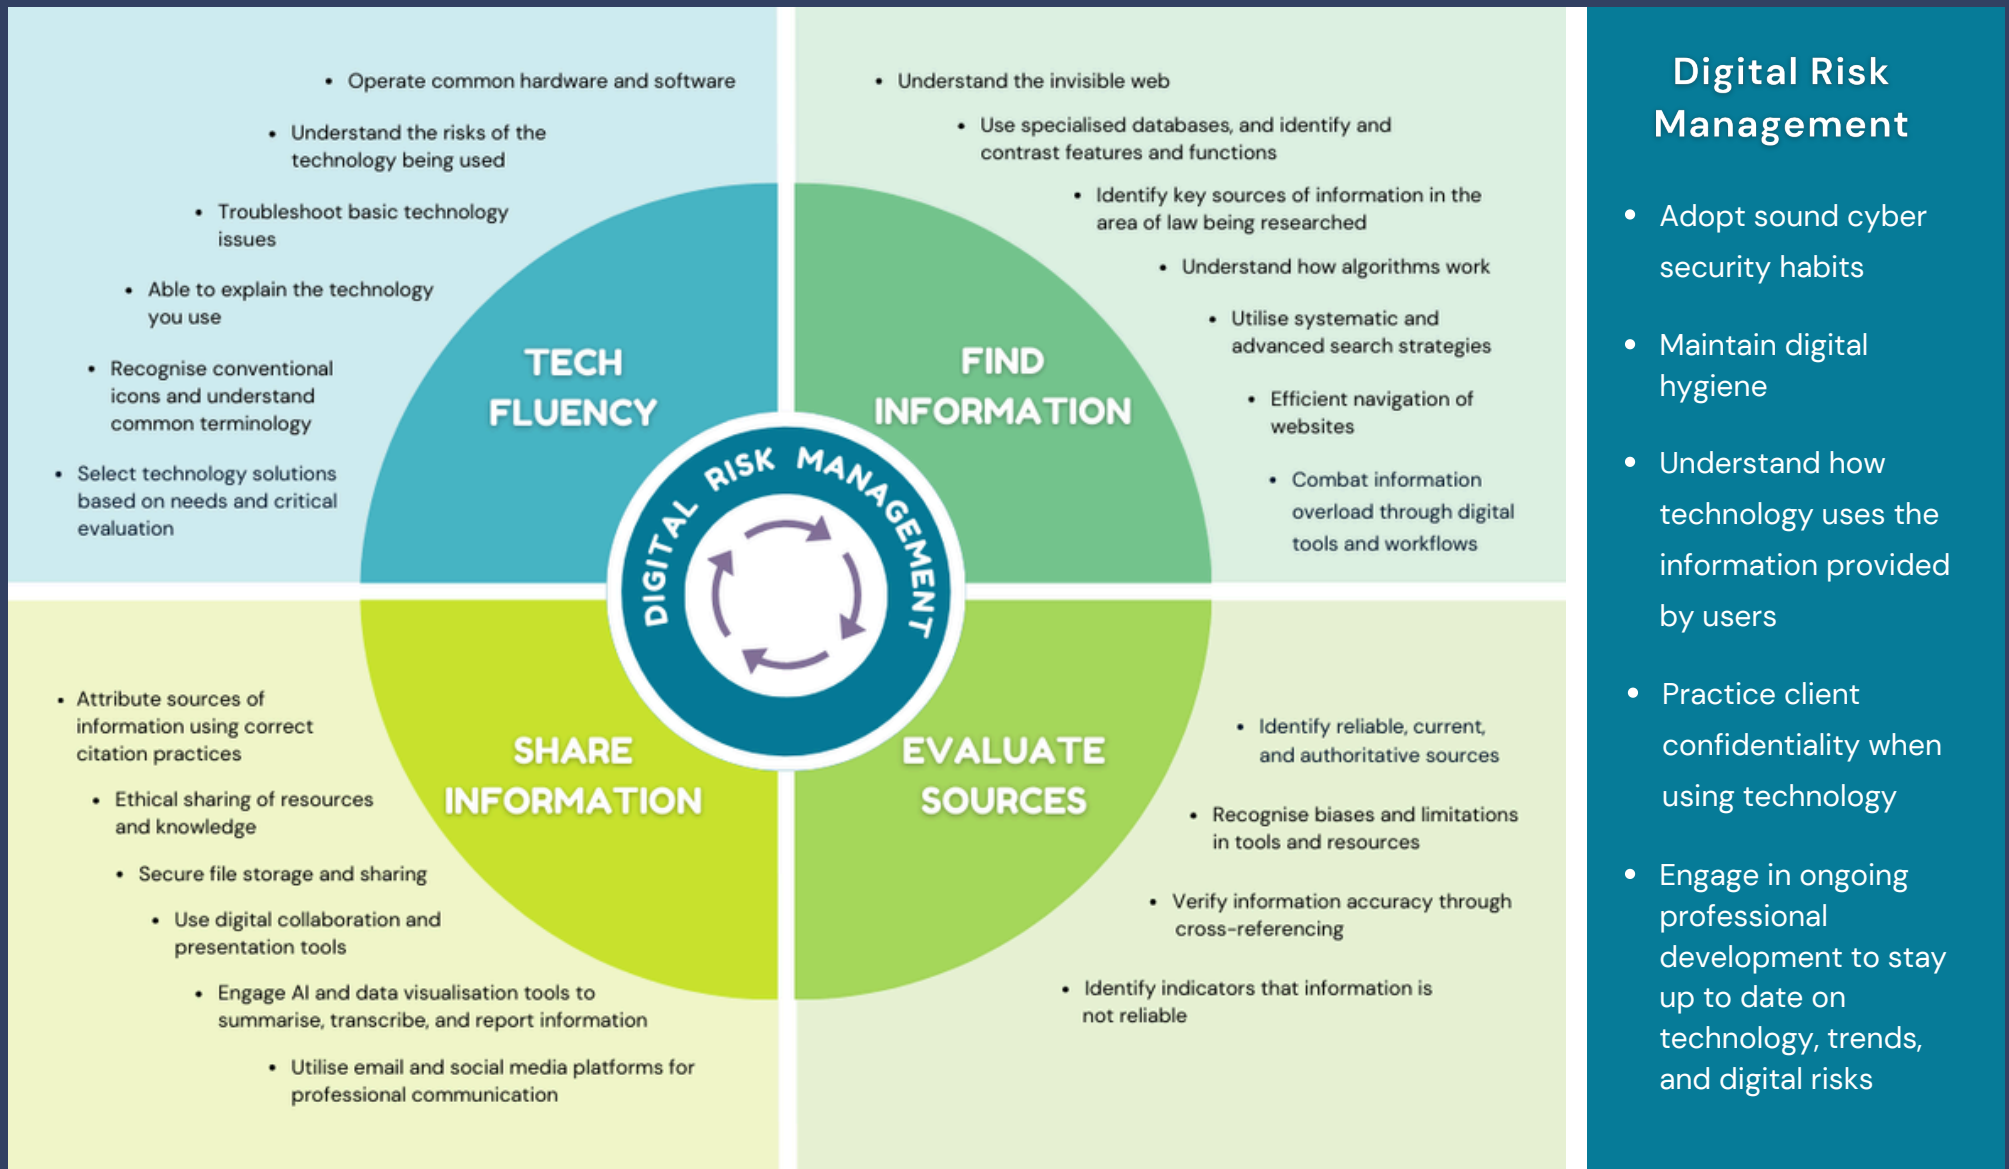 • Operate common hardware and software
• Understand the risks of the
technology being used
• Troubleshoot basic technology
issues
• Able to explain the technology
you use
• Recognise conventional
icons and understand
common terminology
• Select technology solutions
based on needs and critical
evaluation
TECH
FLUENCY
• Understand the invisible web
• Use specialised databases, and identify and
contrast features and functions
• Identify key sources of information in the
area of law being researched
• Understand how algorithms work
• Utilise systematic and
advanced search strategies
• Efficient navigation of
websites
• Combat information
overload through digital
tools and workflows
FIND
INFORMATION
DIGITAL RISK MANAGEMENT
• Attribute sources of
information using correct
citation practices
• Ethical sharing of resources
and knowledge
• Secure file storage and sharing
• Use digital collaboration and
presentation tools
• Engage AI and data visualisation tools to
summarise, transcribe, and report information
• Utilise email and social media platforms for
professional communication
SHARE
INFORMATION
EVALUATE
SOURCES
• Identify reliable, current,
and authoritative sources
• Recognise biases and limitations
in tools and resources
• Verify information accuracy through
cross-referencing
• Identify indicators that information is
not reliable
Digital Risk
Management
• Adopt sound cyber
security habits
• Maintain digital
hygiene
• Understand how
technology uses the
information provided
by users
• Practice client
confidentiality when
using technology
• Engage in ongoing
professional
development to stay
up to date on
technology, trends,
and digital risks